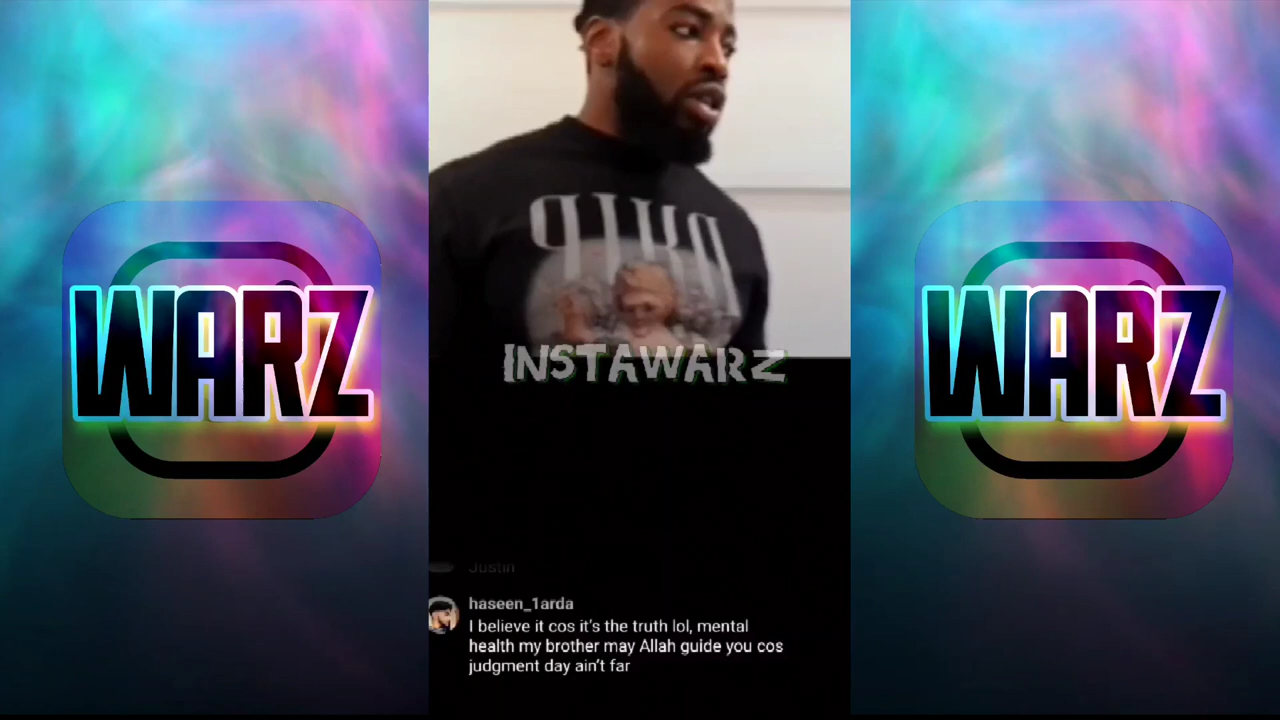 WARZ
INSTAWARZ
WARZ
Justin
haseen_1arda
I believe it cos it's the truth lol, mental
health my brother may Allah guide you cos
judgment day ain't far